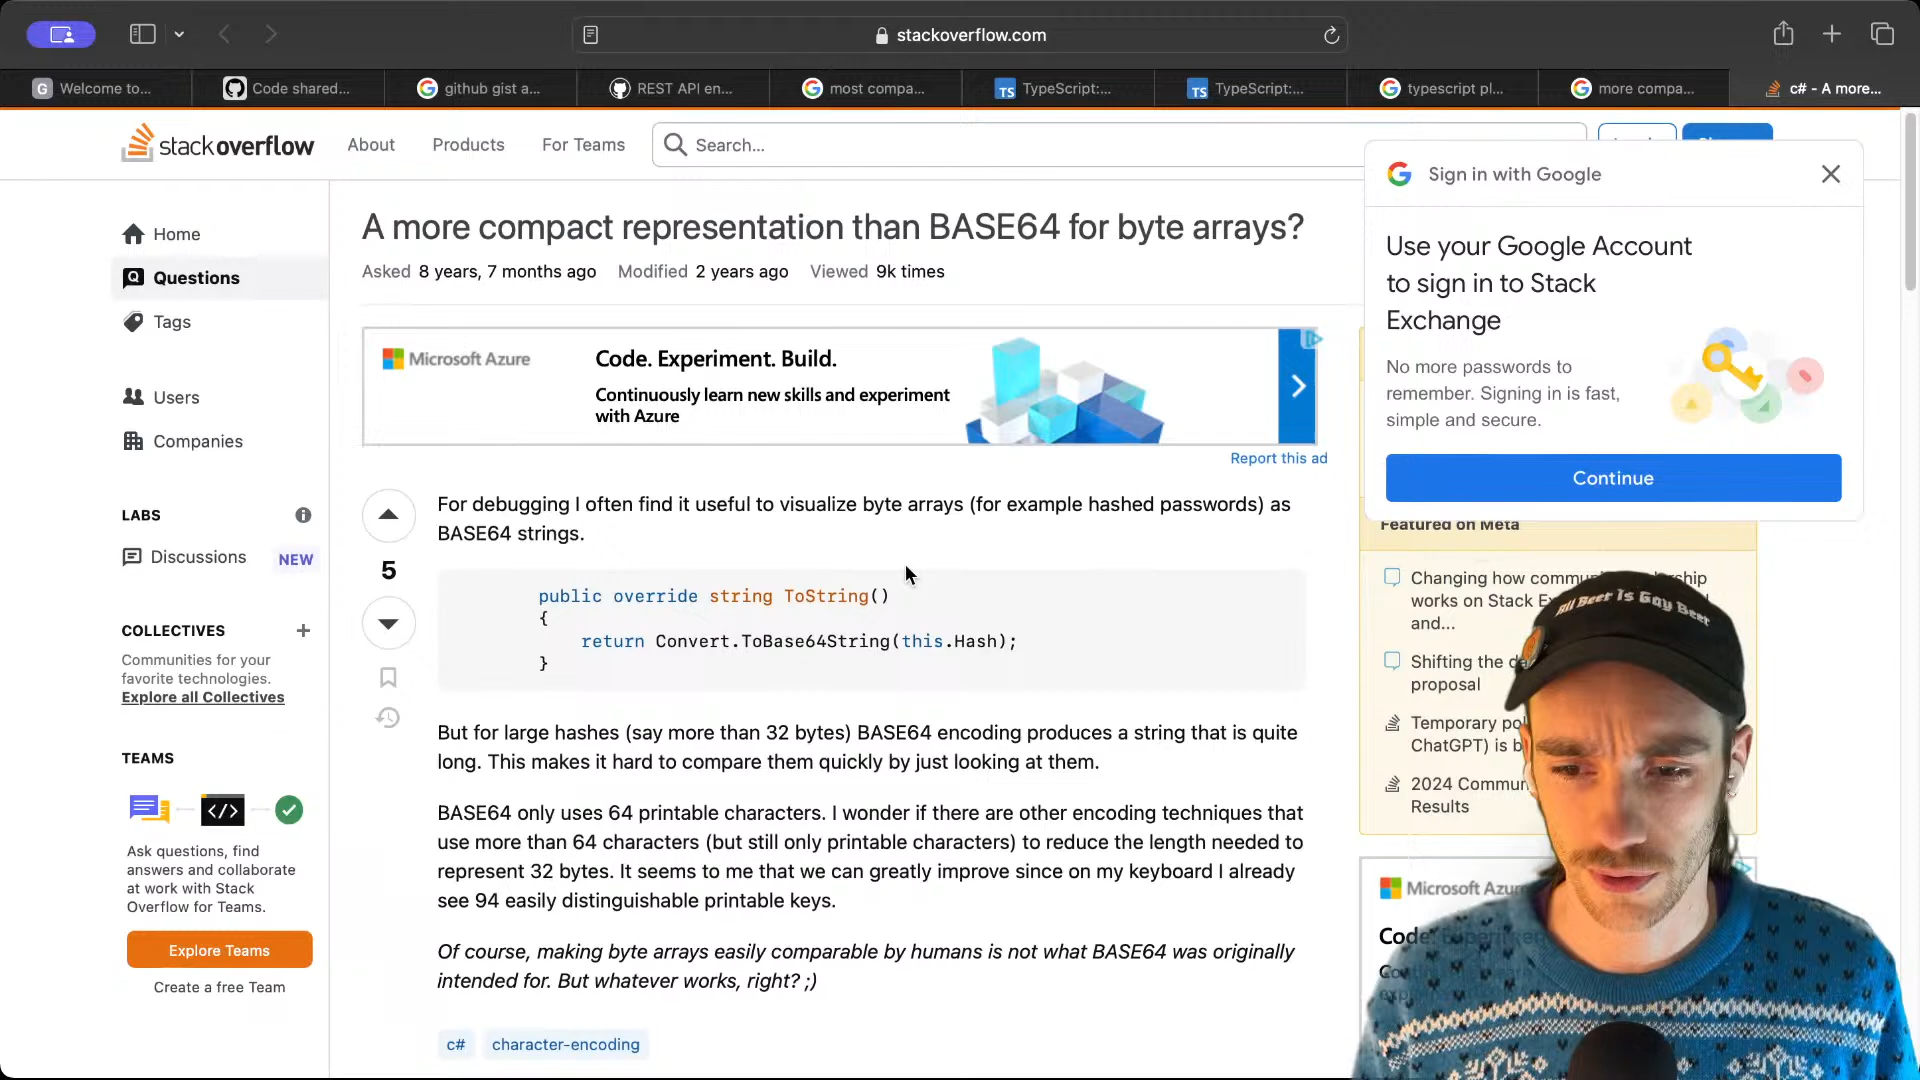 stackoverflow.com
Welcome to...
Code shared...
github gist a...
REST API en...
most compa...
TypeScript:...
TypeScript:...
typescript pl...
more compa...
c# - A more...
stackoverflow
About
Products
For Teams
Search...
Sign in with Google
Use your Google Account
to sign in to Stack
Exchange
No more passwords to
remember. Signing in is fast,
simple and secure.
Continue
Home
Questions
Tags
Users
Companies
LABS
Discussions
NEW
COLLECTIVES
Communities for your
favorite technologies.
Explore all Collectives
TEAMS
Ask questions, find
answers and collaborate
at work with Stack
Overflow for Teams.
Explore Teams
Create a free Team
A more compact representation than BASE64 for byte arrays?
Asked 8 years, 7 months ago Modified 2 years ago Viewed 9k times
Microsoft Azure
Code. Experiment. Build.
Continuously learn new skills and experiment
with Azure
Report this ad
5
For debugging I often find it useful to visualize byte arrays (for example hashed passwords) as
BASE64 strings.
public override string ToString()
{
return Convert.ToBase64String(this.Hash);
}
But for large hashes (say more than 32 bytes) BASE64 encoding produces a string that is quite
long. This makes it hard to compare them quickly by just looking at them.
BASE64 only uses 64 printable characters. I wonder if there are other encoding techniques that
use more than 64 characters (but still only printable characters) to reduce the length needed to
represent 32 bytes. It seems to me that we can greatly improve since on my keyboard I already
see 94 easily distinguishable printable keys.
Of course, making byte arrays easily comparable by humans is not what BASE64 was originally
intended for. But whatever works, right? ;)
c#
character-encoding
Featured on Meta
Changing how
works on Stack
and...
Shifting the
proposal
Temporary
ChatGPT) is
2024
Results
Microsoft
All Beer Is Gay Beer